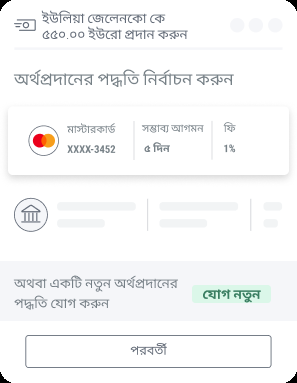 ইউলিয়া জেলেনকো কে
৫৫০.০০ ইউরো প্রদান করুন
অর্থপ্রদানের পদ্ধতি নির্বাচন করুন
মাস্টারকার্ড সম্ভাব্য আগমন ফি
XXXX-3452 ৫ দিন 1%
অথবা একটি নতুন অর্থপ্রদানের
পদ্ধতি যোগ করুন
যোগ নতুন
পরবর্তী